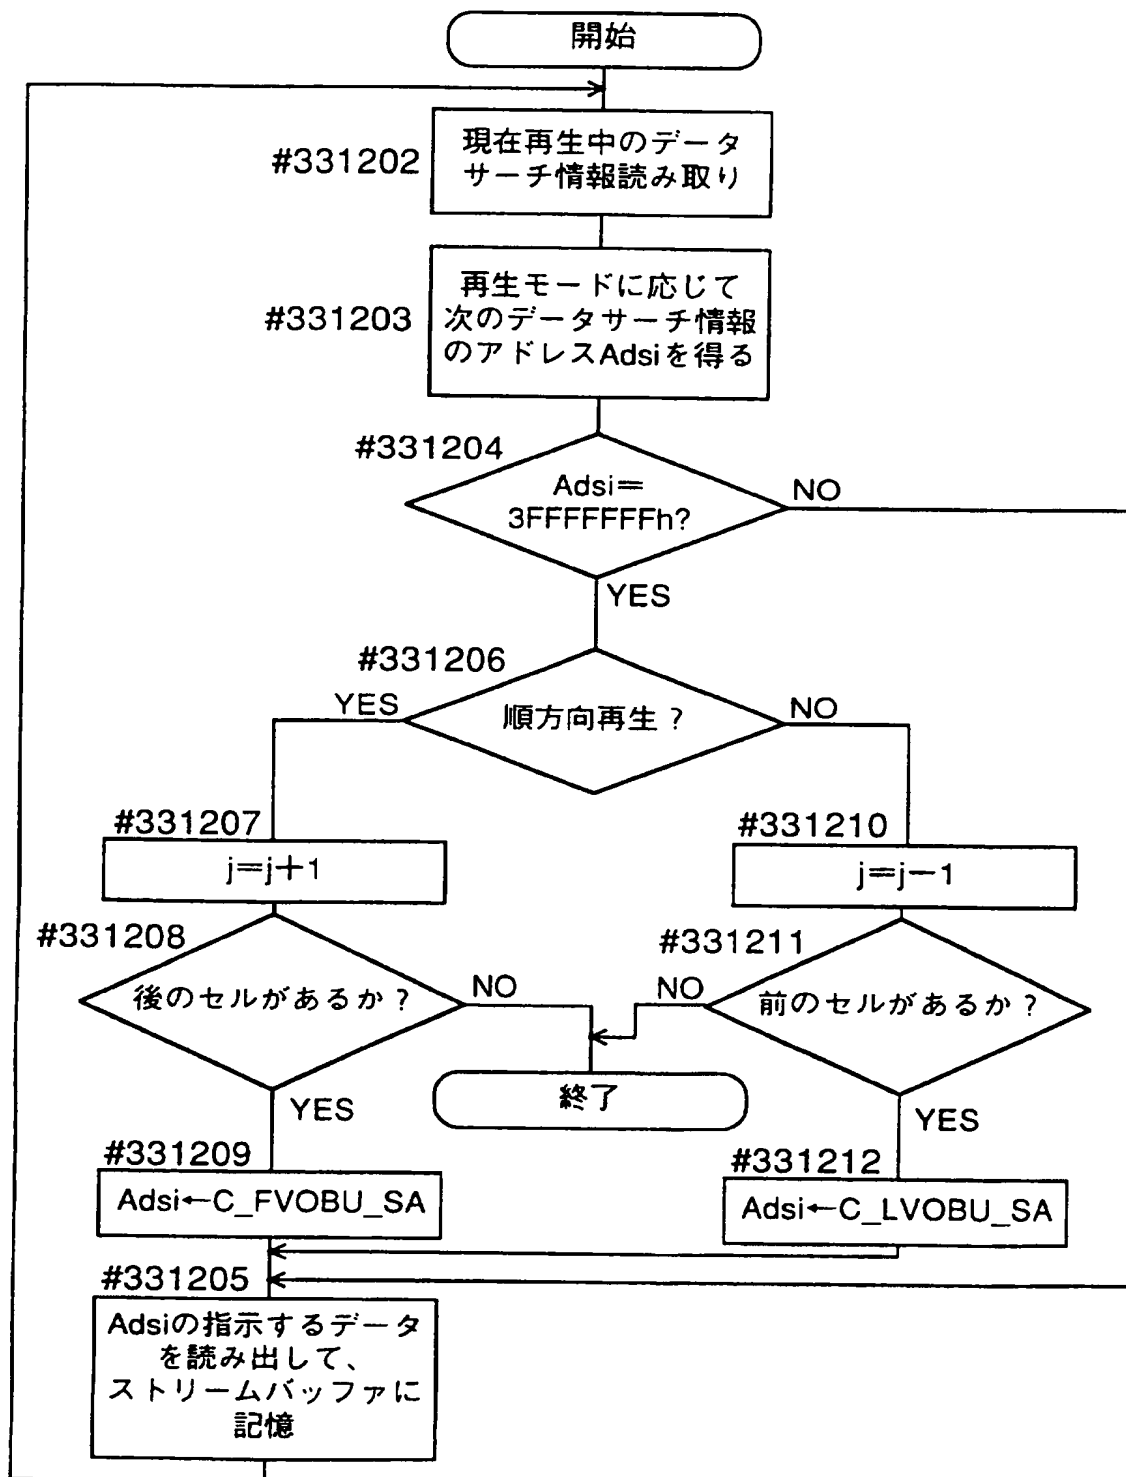 開始
#331202
現在再生中のデータ
サーチ情報読み取り
#331203
再生モードに応じて
次のデータサーチ情報
のアドレスAdsiを得る
#331204
Adsi=
3FFFFFFFh?
NO
YES
#331206
順方向再生?
YES
NO
#331207
j=j+1
#331210
j=j−1
#331208
後のセルがあるか?
NO
#331211
前のセルがあるか?
NO
終了
YES
YES
#331209
Adsi←C_FVOBU_SA
#331212
Adsi←C_LVOBU_SA
#331205
Adsiの指示するデータ
を読み出して、
ストリームバッファに
記憶